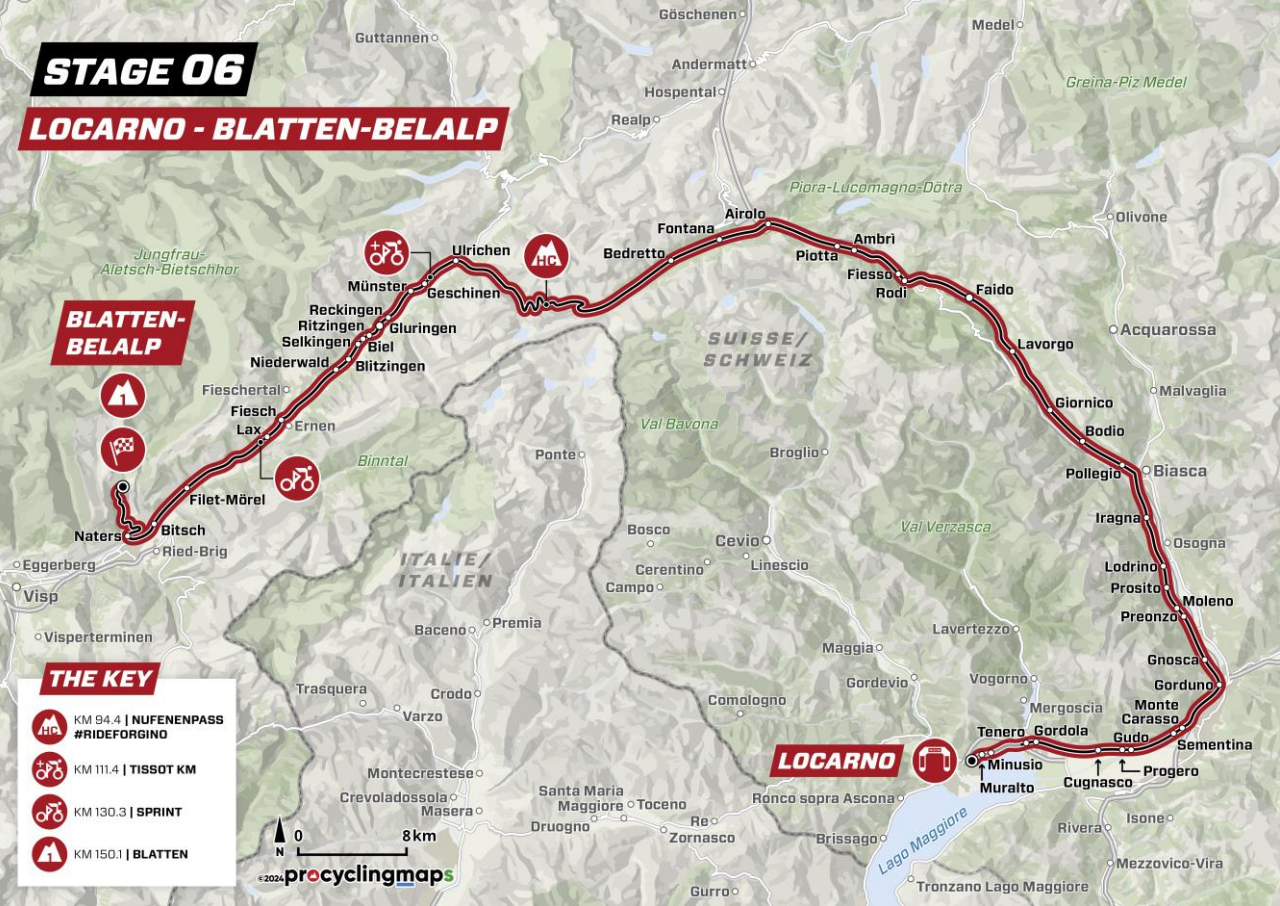 STAGE 06
LOCARNO - BLATTEN-BELALP
Göschenen
Guttannen
Medel
Andermatt
Hospental
Realp
Greina-Piz Medel
Piora-Lucomagno-Dötra
Olivone
Airolo
Fontana
Bedretto
Ambrì
Piotta
Fiesso
Rodi
Faido
Jungfrau-
Aletsch-Bietschhor
HC
Ulrichen
Münster
Geschinen
Reckingen
Ritzingen
Gluringen
Selkingen
Biel
Niederwald
Blitzingen
BLATTEN-
BELALP
1
SUISSE/
SCHWEIZ
Acquarossa
Lavorgo
Malvaglia
Fieschertal
Fiesch
Ernen
Lax
Giornico
Val Bavona
Bodio
Ponte
Broglio
Binntal
Pollegio
Biasca
Filet-Mörel
Iragna
Naters
Bitsch
Ried-Brig
Eggerberg
Visp
Visperterminen
Bosco
Cevio
Cerentino
Linescio
Campo
Val Verzasca
Osogna
Lodrino
Prosito
Moleno
Preonzo
ITALIE/
ITALIEN
Baceno
Premia
Lavertezzo
Maggia
Gnosca
Gorduno
Gordevio
Vogorno
Mergoscia
Monte
Carasso
Trasquera
Crodo
Varzo
Comologno
Tenero
Gordola
Gudo
Sementina
LOCARNO
Minusio
Muralto
Cugnasco
Progero
Montecrestese
Crevoladossola
Masera
Santa Maria
Maggiore
Toceno
Druogno
Re
Zornasco
Ronco sopra Ascona
Brissago
Lago Maggiore
Rivera
Isone
Mezzovico-Vira
Tronzano Lago Maggiore
Gurro
THE KEY
HC KM 94.4 | NUFENENPASS
#RIDEFORGINO
KM 111.4 | TISSOT KM
KM 130.3 | SPRINT
1 KM 150.1 | BLATTEN
N
0 8km
©2024 procyclingmaps